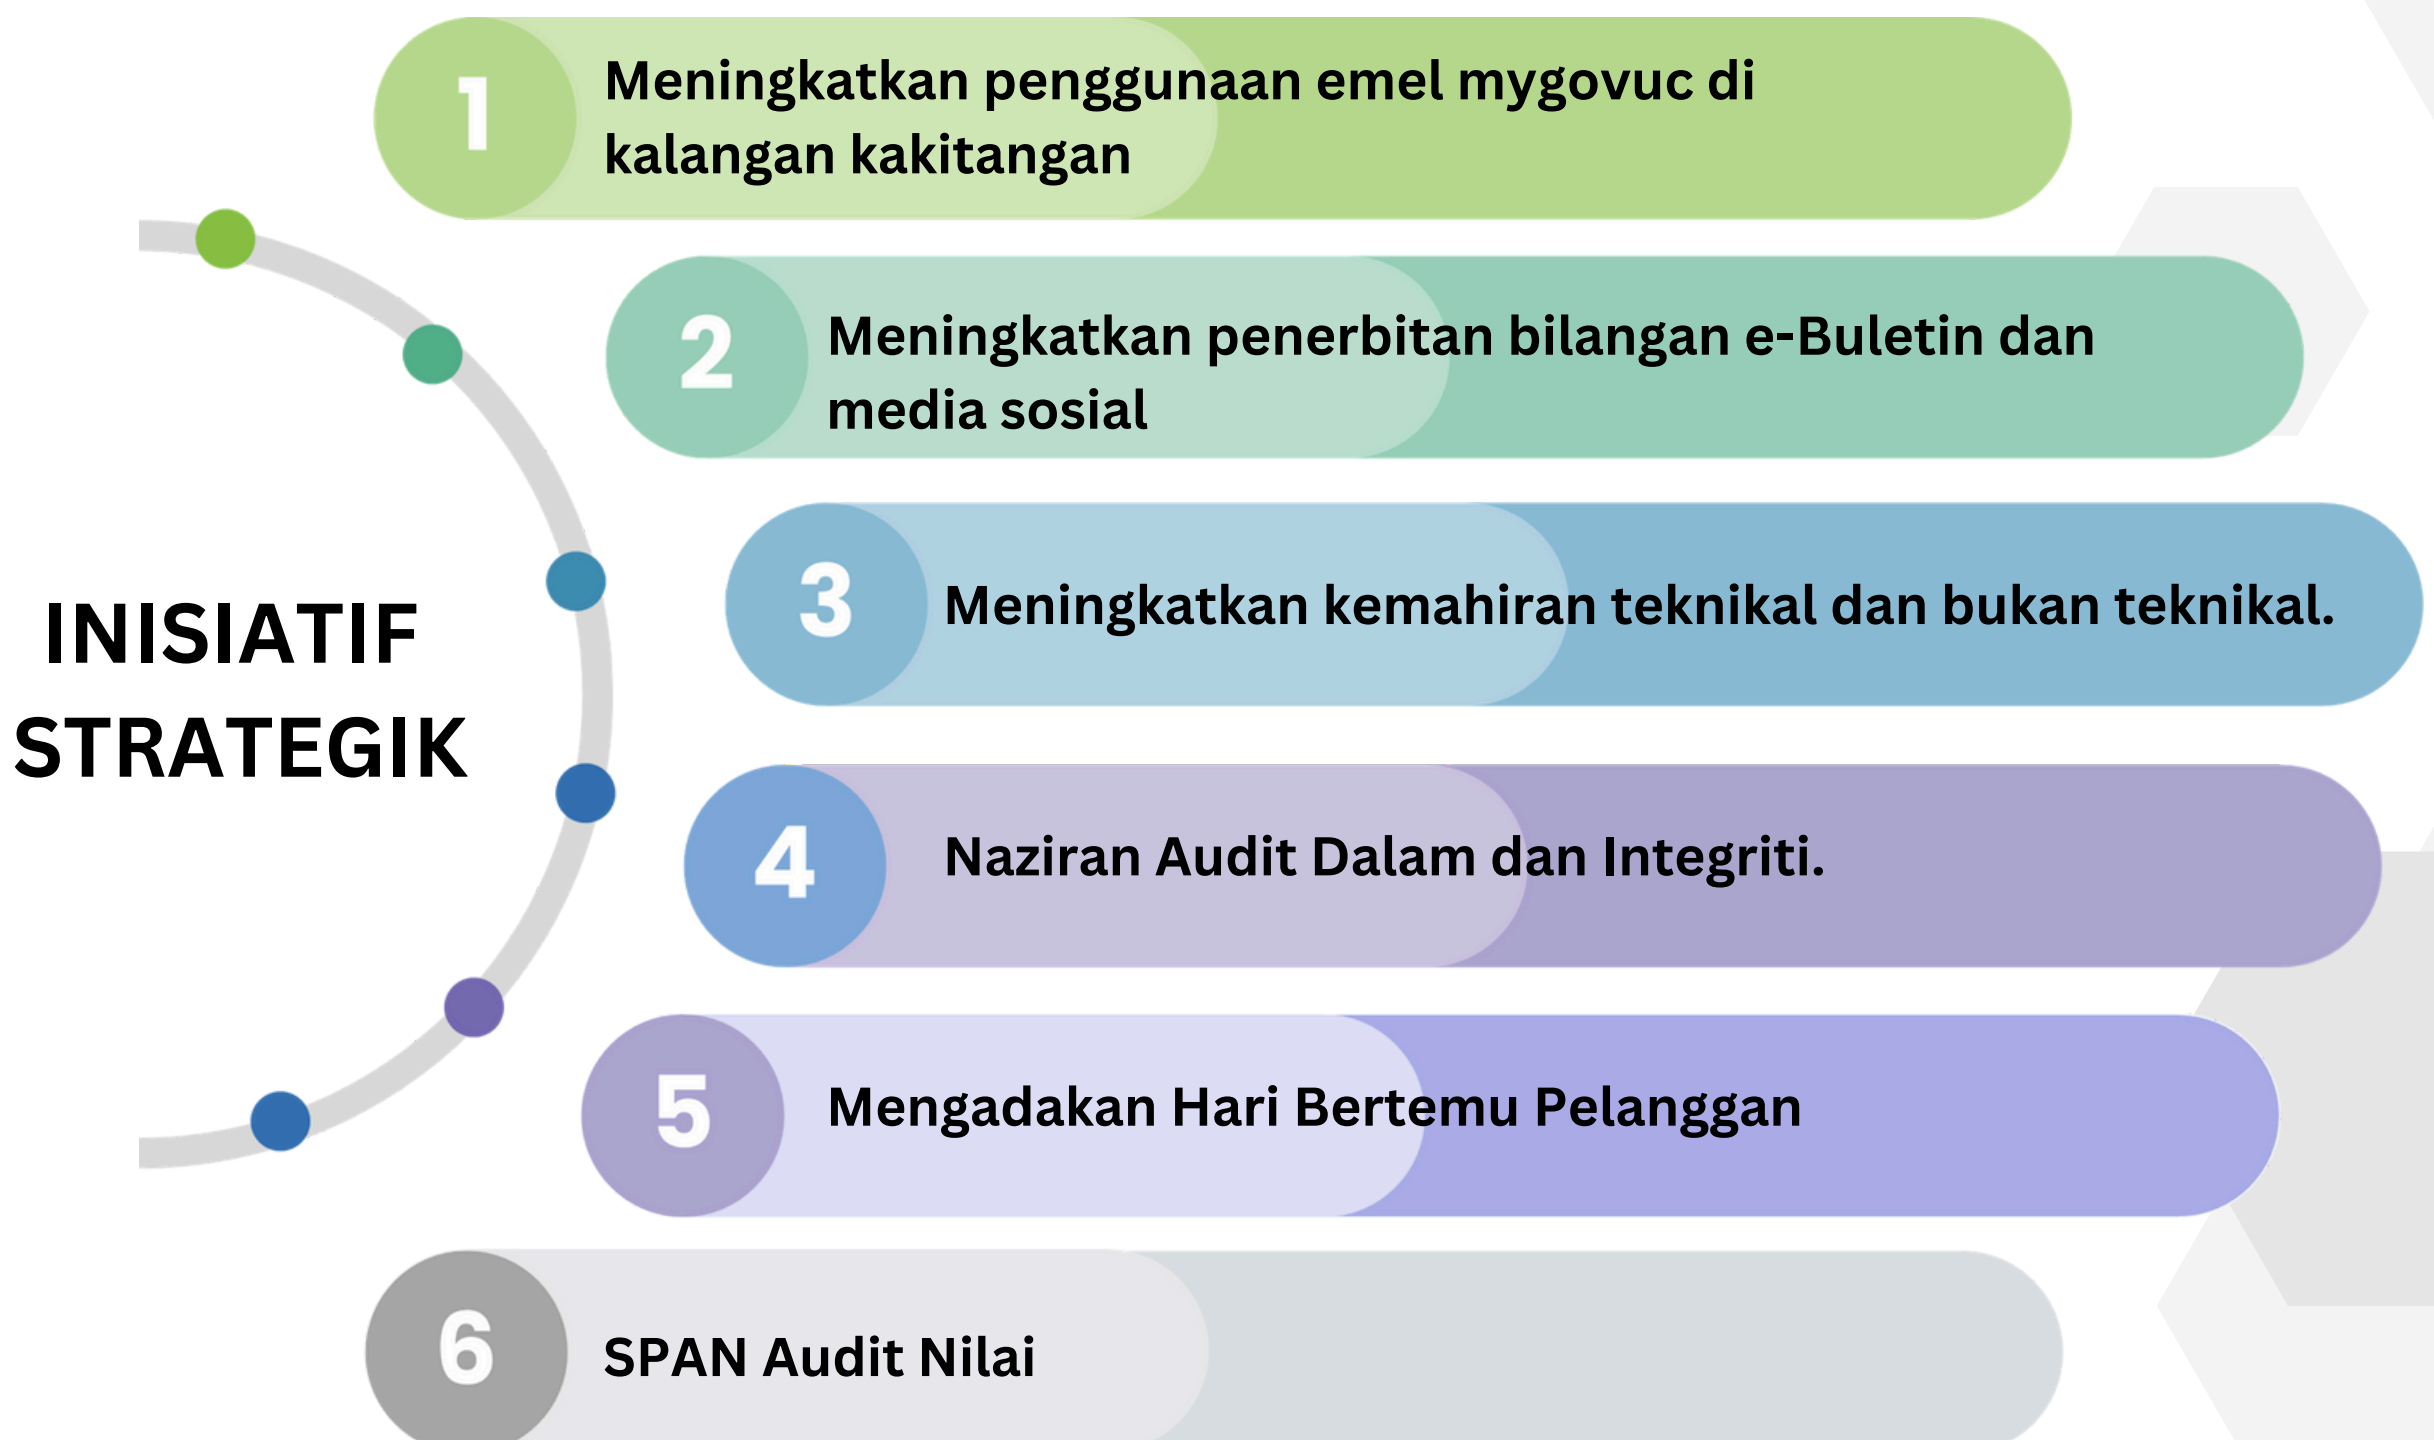 INISIATIF
STRATEGIK
1
Meningkatkan penggunaan emel mygovuc di
kalangan kakitangan
2
Meningkatkan penerbitan bilangan e-Buletin dan
media sosial
3
Meningkatkan kemahiran teknikal dan bukan teknikal.
4
Naziran Audit Dalam dan Integriti.
5
Mengadakan Hari Bertemu Pelanggan
6
SPAN Audit Nilai